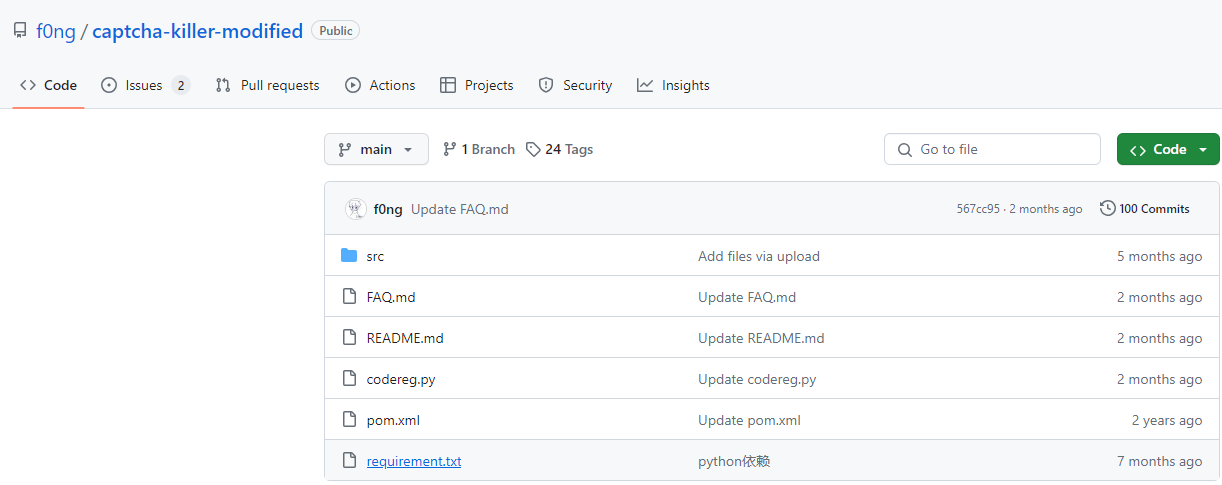 f0ng / captcha-killer-modified Public
Code Issues 2 Pull requests Actions Projects Security Insights
main 1 Branch 24 Tags Go to file Code
f0ng Update FAQ.md 567cc95 · 2 months ago 100 Commits
src Add files via upload 5 months ago
FAQ.md Update FAQ.md 2 months ago
README.md Update README.md 2 months ago
codereg.py Update codereg.py 2 months ago
pom.xml Update pom.xml 2 years ago
requirement.txt python依赖 7 months ago